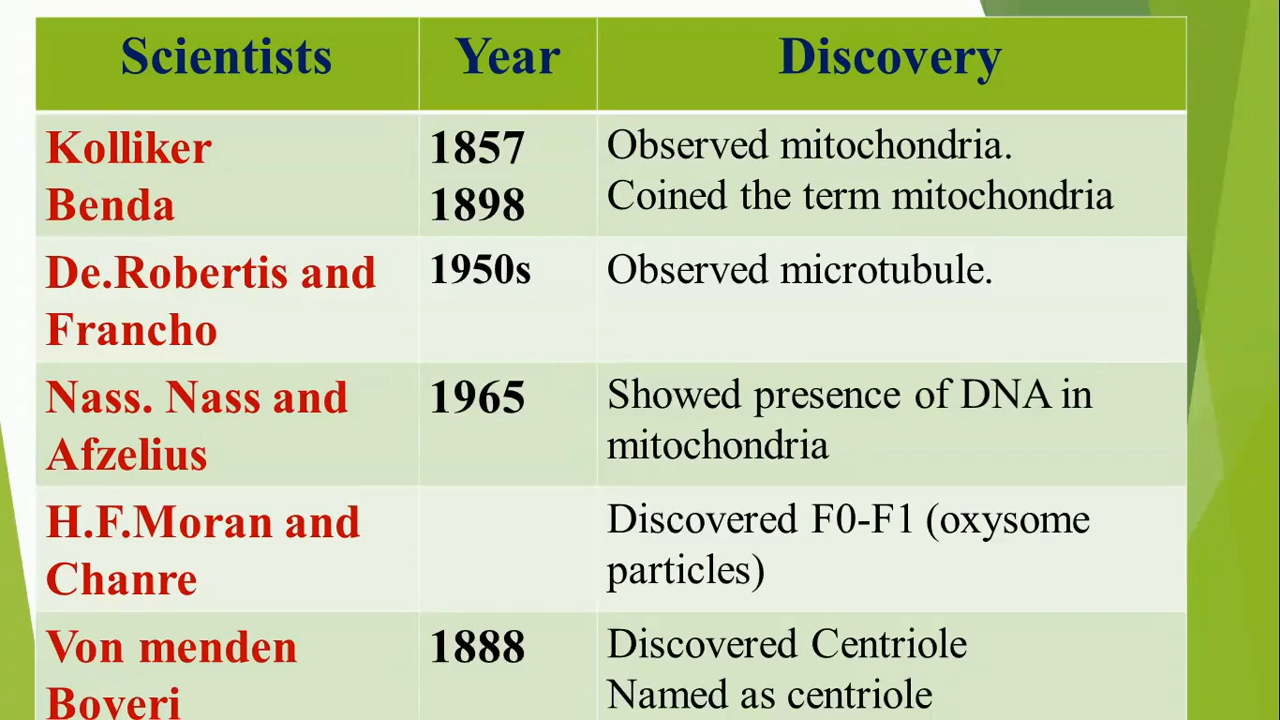 Scientists Year Discovery
Kolliker 1857 Observed mitochondria.
Benda 1898 Coined the term mitochondria
De.Robertis and 1950s Observed microtubule.
Francho
Nass. Nass and 1965 Showed presence of DNA in
Afzelius mitochondria
H.F.Moran and Discovered F0-F1 (oxysome
Chanre particles)
Von menden 1888 Discovered Centriole
Boveri Named as centriole